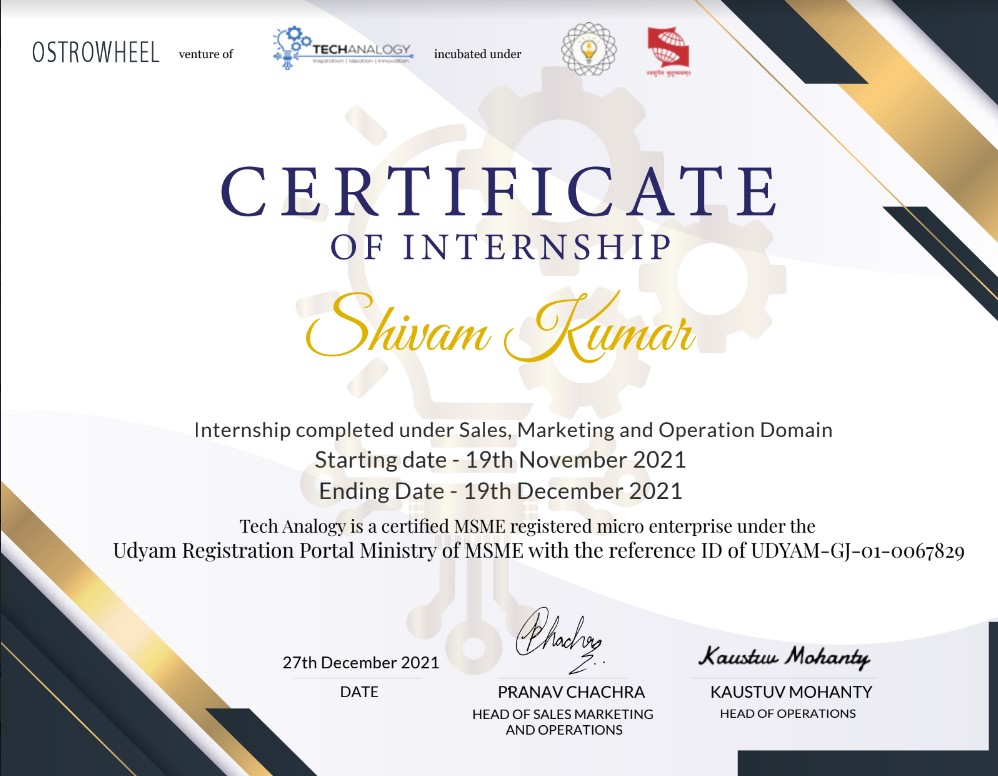 OSTROWHEEL venture of TECHANALOGY incubated under
Inspiration | Ideation | Innovation
वसुधैव कुटुम्बकम्
CERTIFICATE
OF INTERNSHIP
Shivam Kumar
Internship completed under Sales, Marketing and Operation Domain
Starting date - 19th November 2021
Ending Date - 19th December 2021
Tech Analogy is a certified MSME registered micro enterprise under the
Udyam Registration Portal Ministry of MSME with the reference ID of UDYAM-GJ-01-0067829
Pchachra Kaustuv Mohanty
27th December 2021
DATE PRANAV CHACHRA KAUSTUV MOHANTY
HEAD OF SALES MARKETING HEAD OF OPERATIONS
AND OPERATIONS